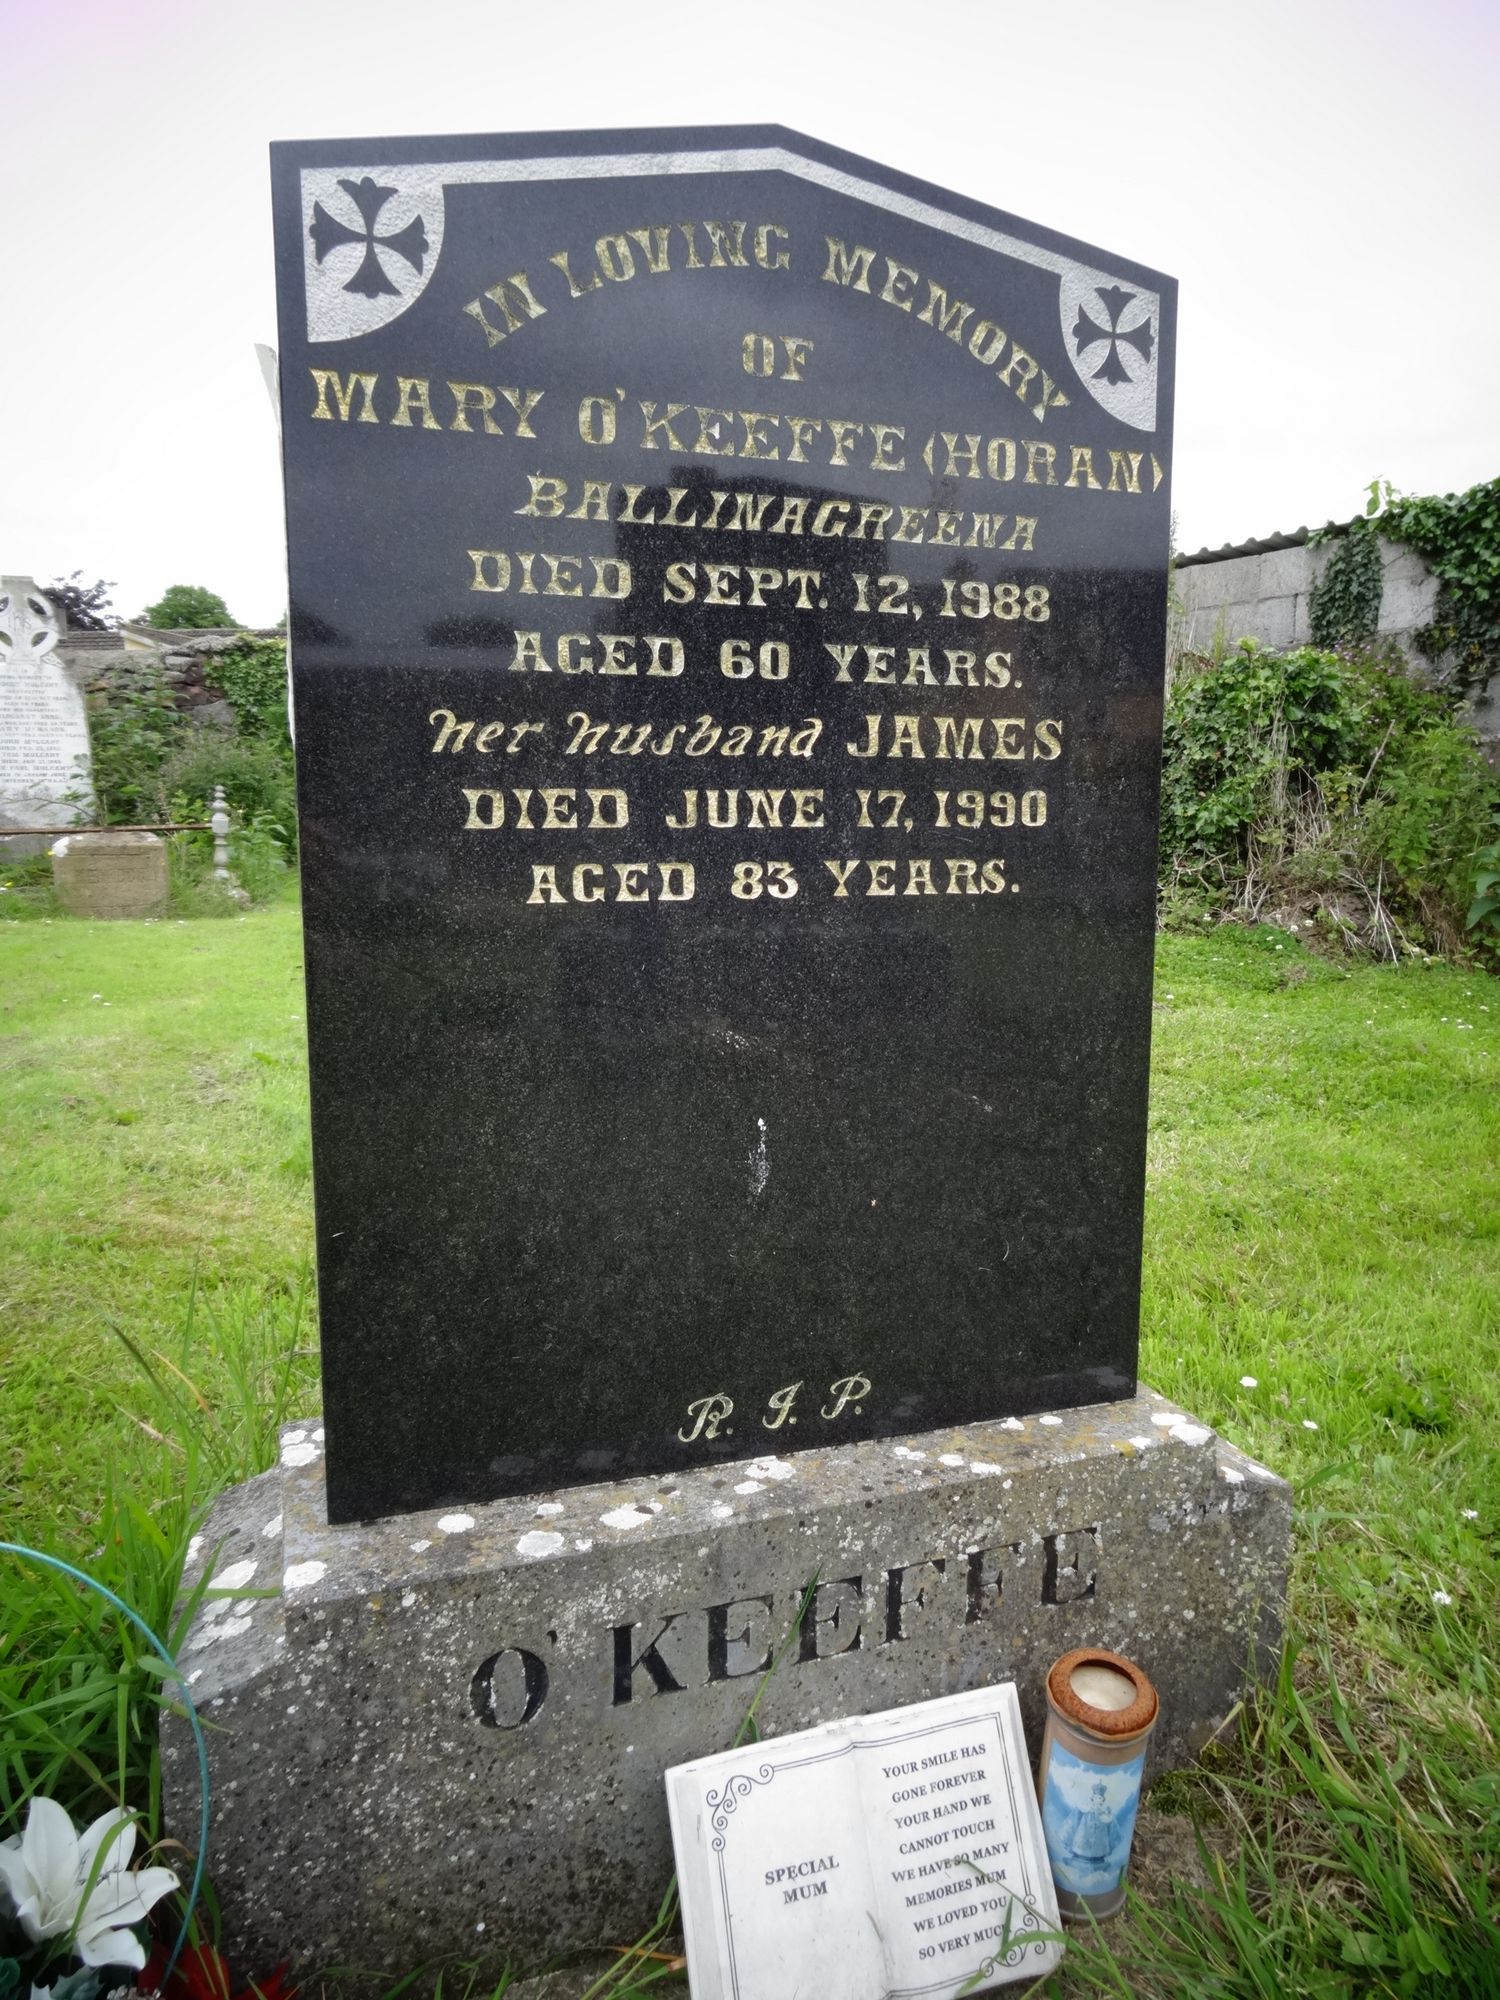 IN LOVING MEMORY
OF
MARY O'KEEFFE (HORAN)
BALLINAGREENA
DIED SEPT. 12, 1988
AGED 60 YEARS.
her husband JAMES
DIED JUNE 17, 1990
AGED 83 YEARS.
R. I. P.
O'KEEFFE
SPECIAL
MUM
YOUR SMILE HAS
GONE FOREVER
YOUR HAND WE
CANNOT TOUCH
WE HAVE SO MANY
MEMORIES MUM
WE LOVED YOU
SO VERY MUCH